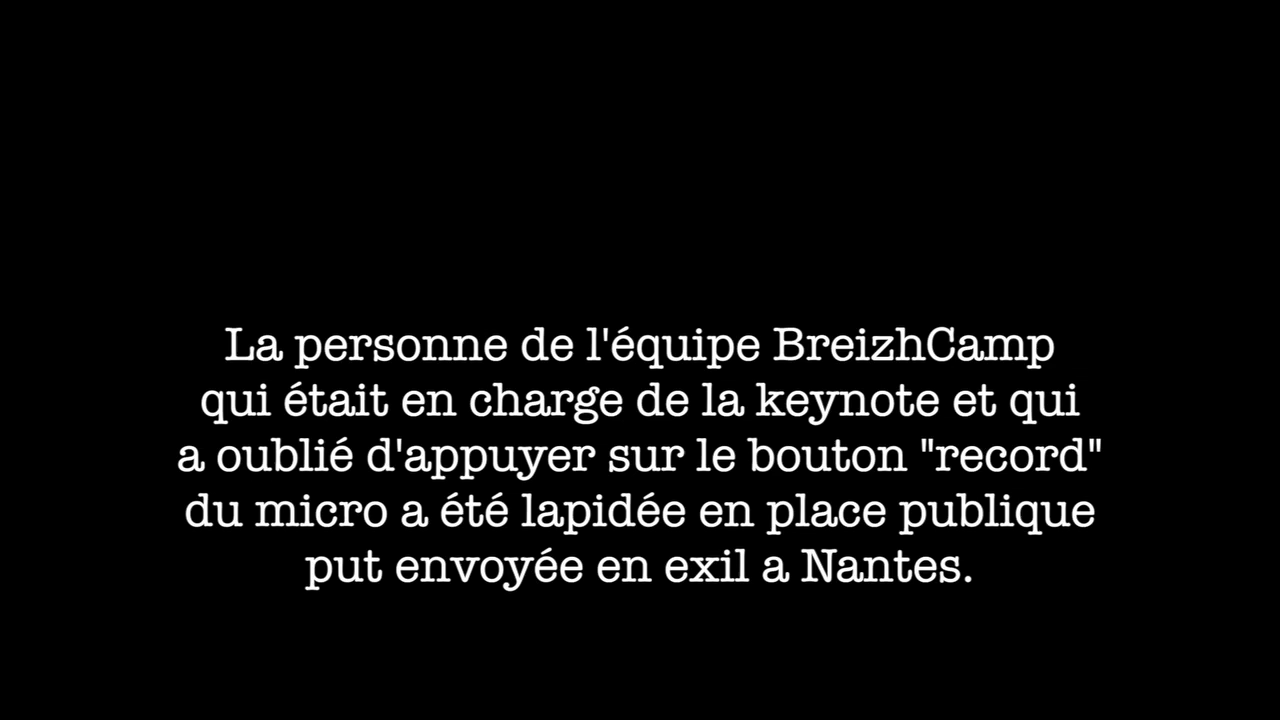 La personne de l'équipe BreizhCamp
qui était en charge de la keynote et qui
a oublié d'appuyer sur le bouton "record"
du micro a été lapidée en place publique
put envoyée en exil a Nantes.